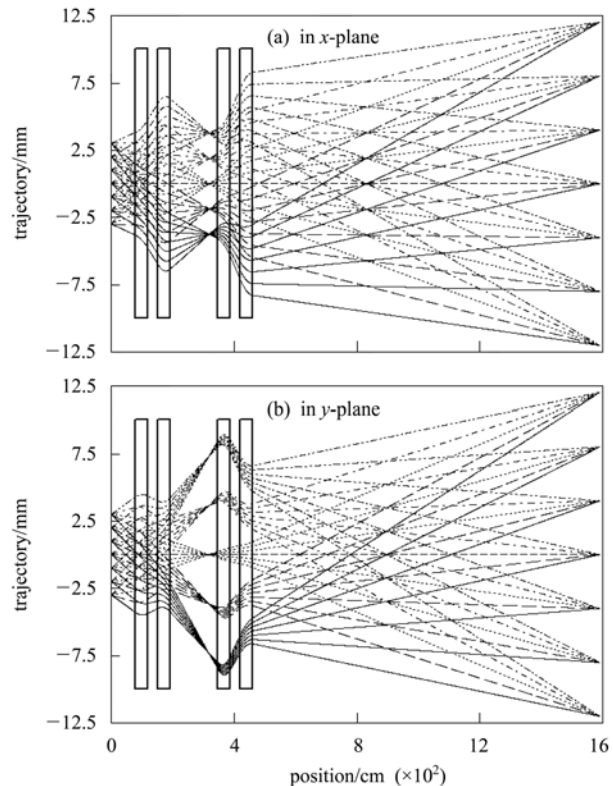 12.5
(a) in x-plane
7.5
2.5
−2.5
−7.5
−12.5
trajectory/mm
12.5
(b) in y-plane
7.5
2.5
−2.5
−7.5
−12.5
trajectory/mm
0 4 8 12 16
position/cm (×10²)